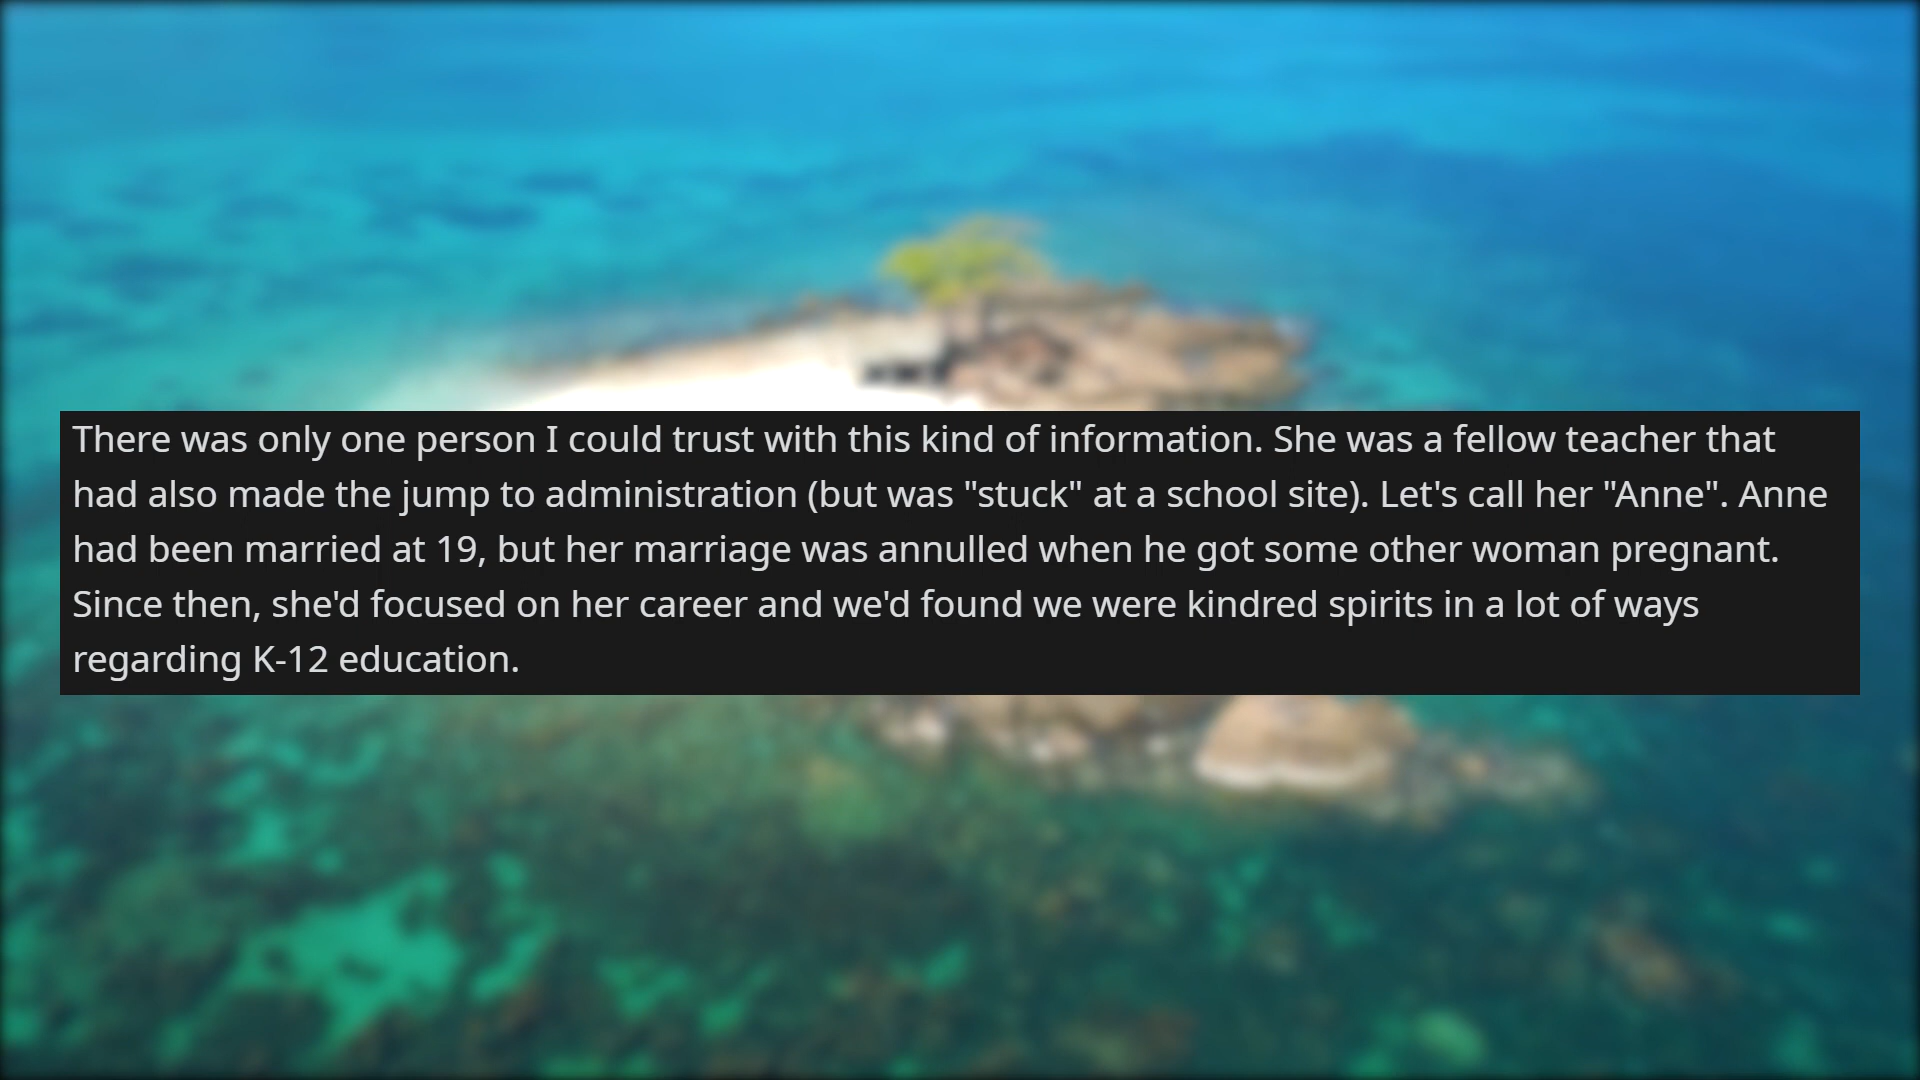 There was only one person I could trust with this kind of information. She was a fellow teacher that
had also made the jump to administration (but was "stuck" at a school site). Let's call her "Anne". Anne
had been married at 19, but her marriage was annulled when he got some other woman pregnant.
Since then, she'd focused on her career and we'd found we were kindred spirits in a lot of ways
regarding K-12 education.